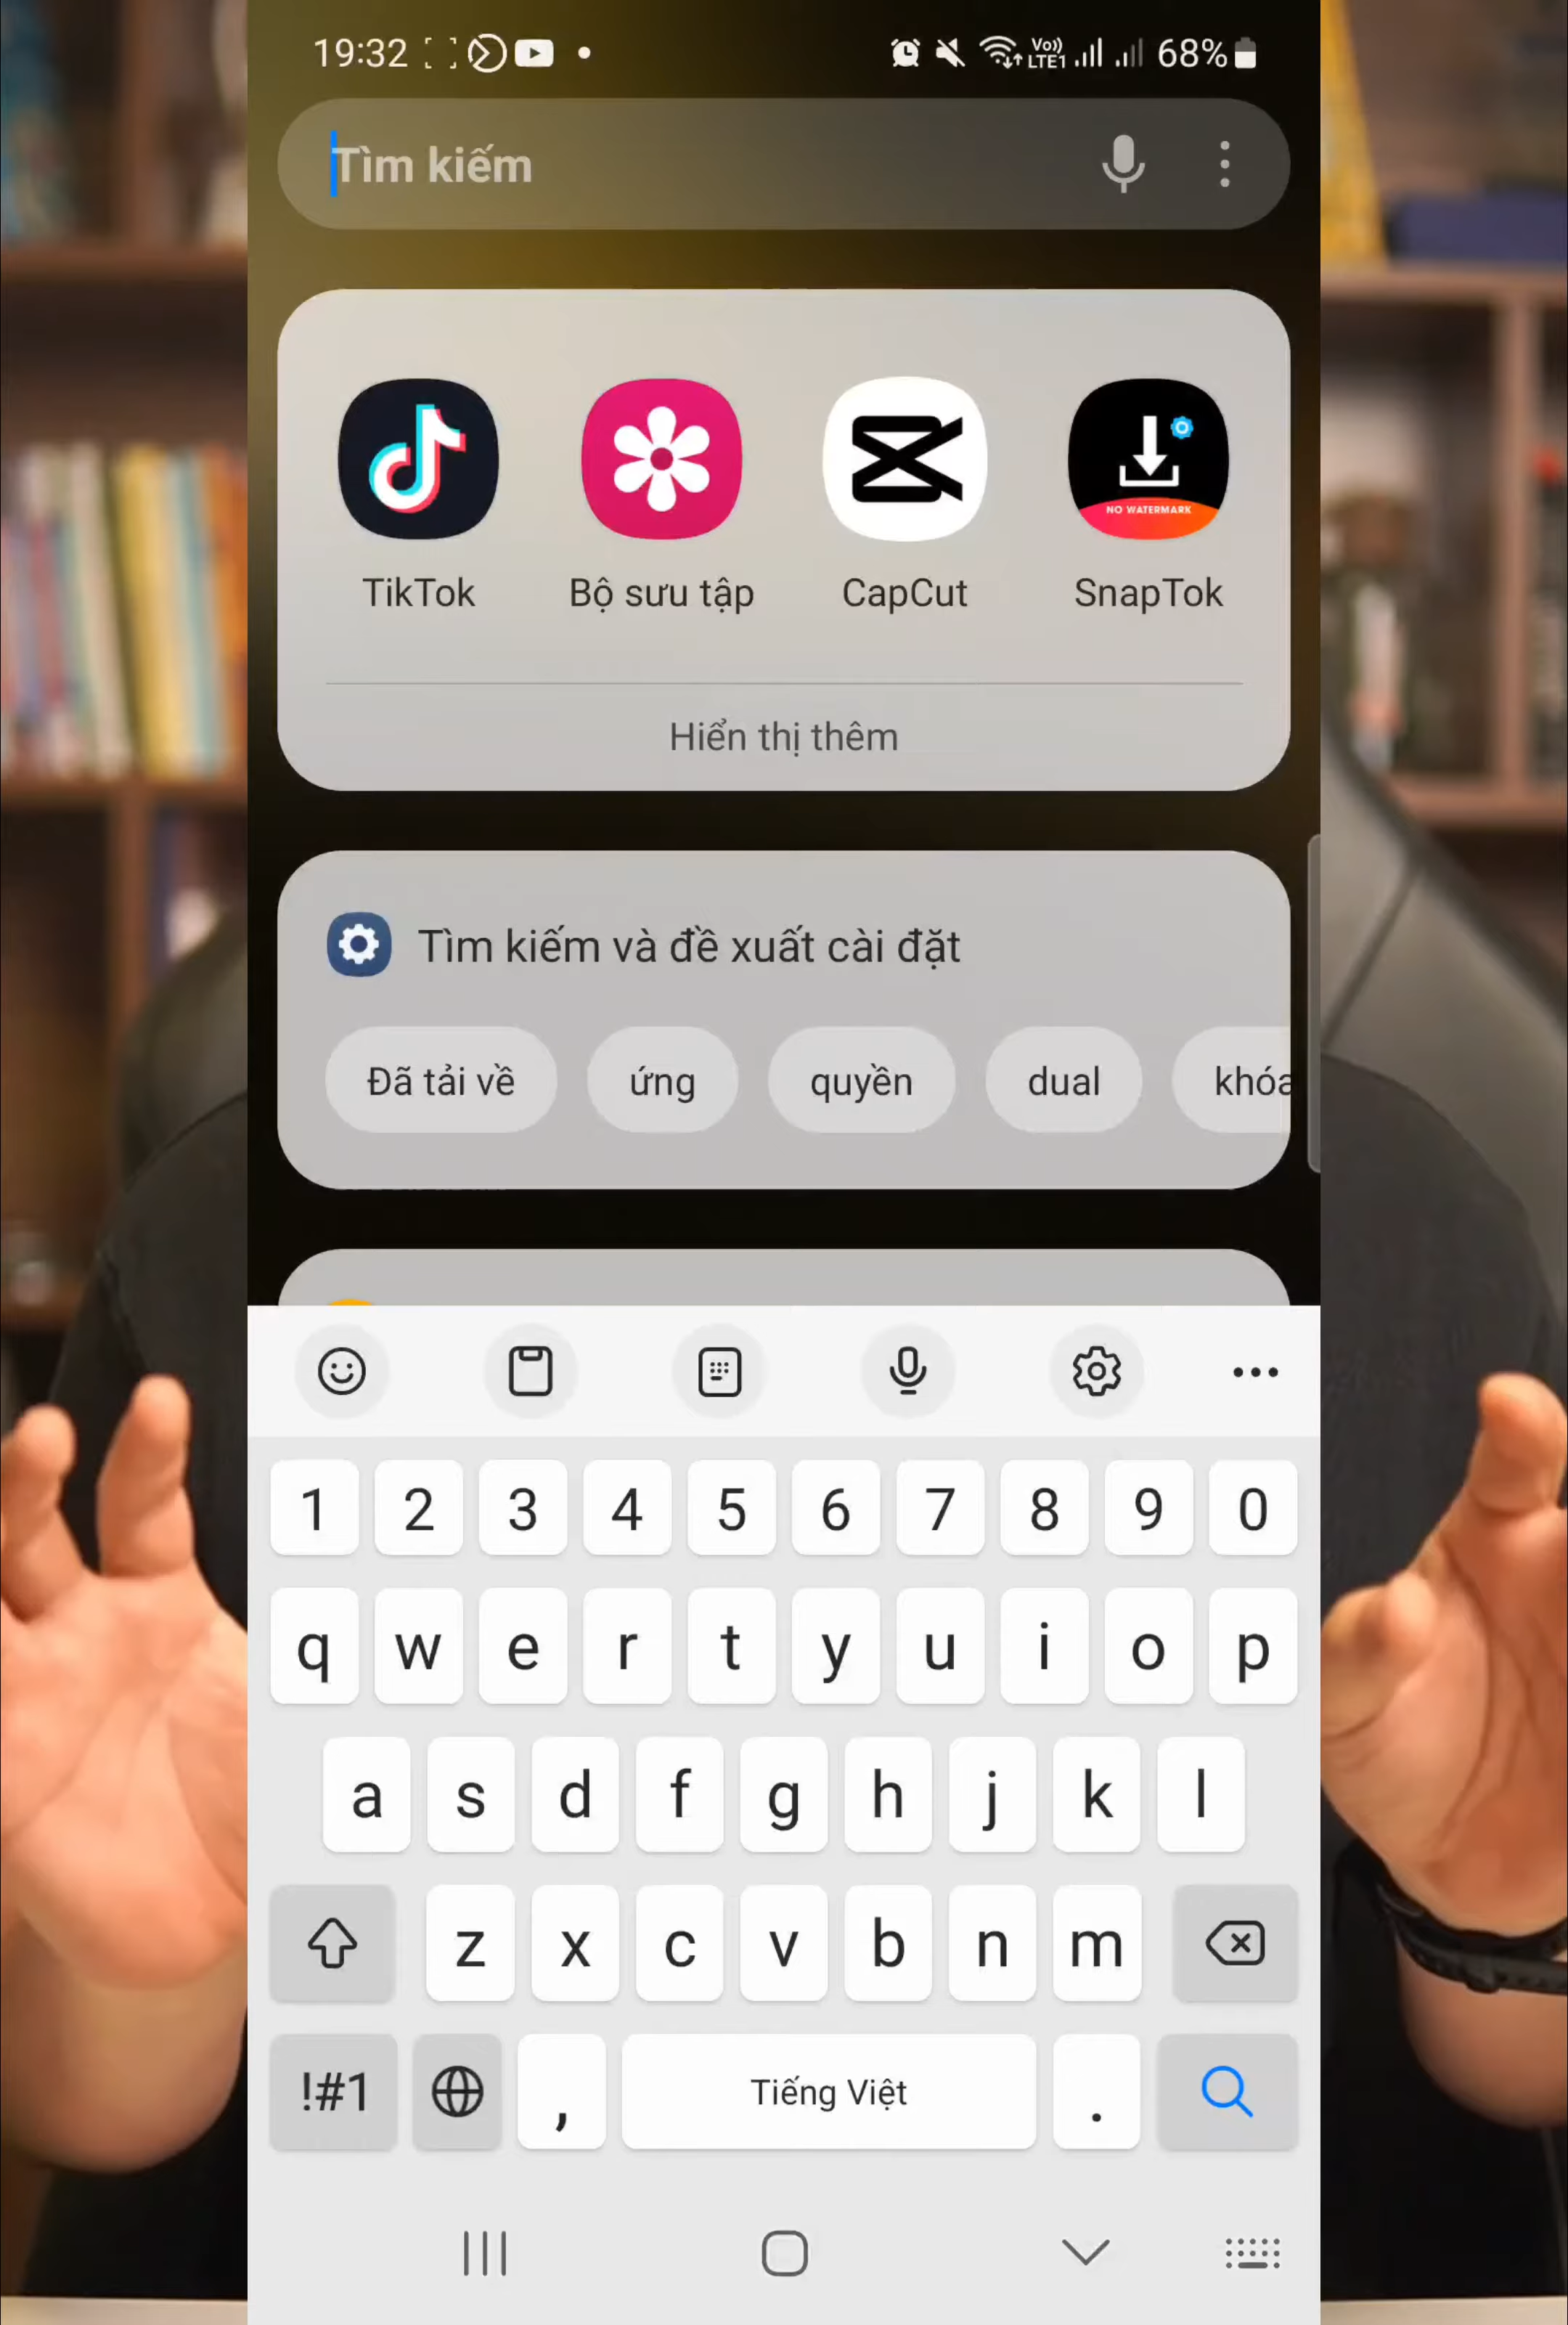 19:32 Vo)) LTE1 68%
Tìm kiếm
NO WATERMARK
TikTok Bộ sưu tập CapCut SnapTok
Hiển thị thêm
Tìm kiếm và đề xuất cài đặt
Đã tải về ứng quyền dual khóa
1 2 3 4 5 6 7 8 9 0
q w e r t y u i o p
a s d f g h j k l
z x c v b n m
!#1 , Tiếng Việt .